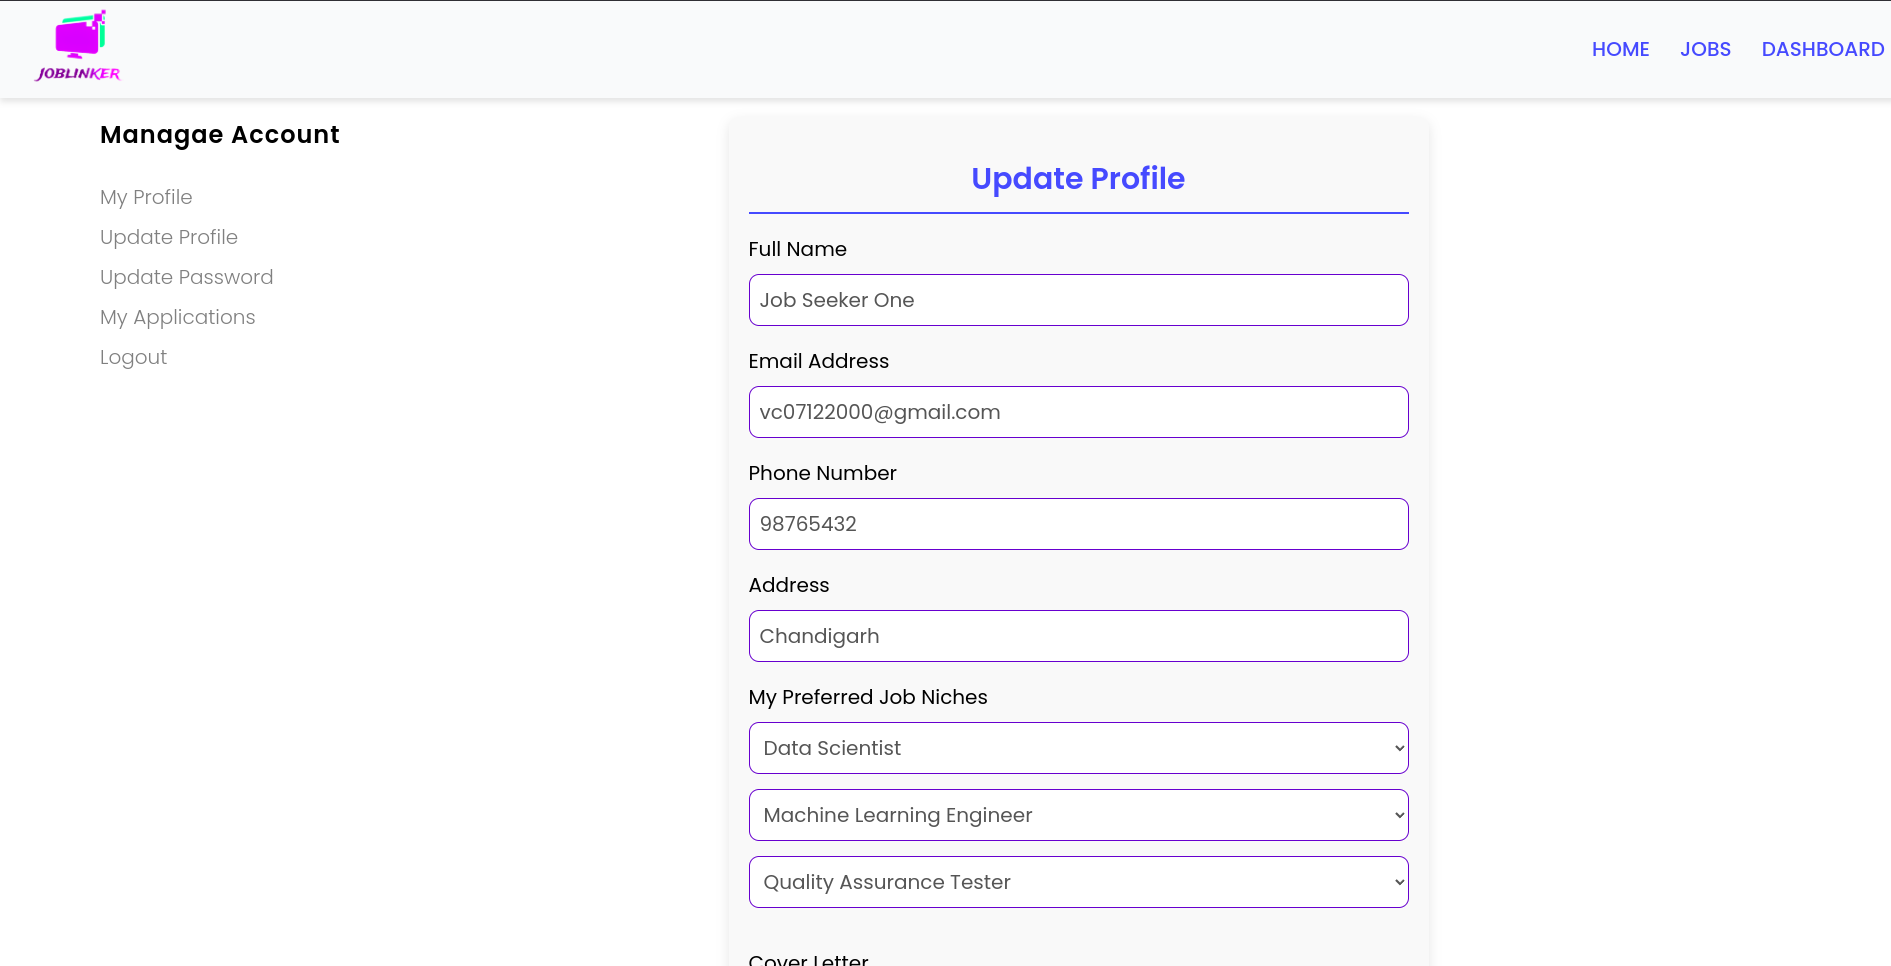 JOBLINKER
HOME JOBS DASHBOARD
Managae Account
My Profile
Update Profile
Update Password
My Applications
Logout
Update Profile
Full Name
Job Seeker One
Email Address
vc07122000@gmail.com
Phone Number
98765432
Address
Chandigarh
My Preferred Job Niches
Data Scientist
Machine Learning Engineer
Quality Assurance Tester
Cover Letter